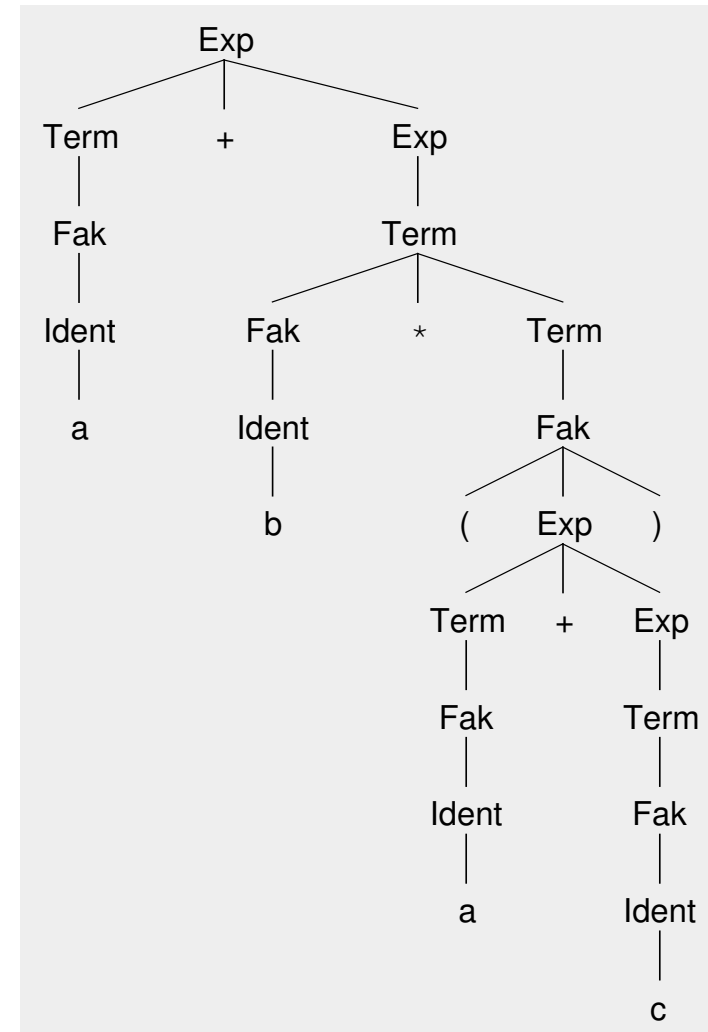 Exp
Term + Exp
Fak Term
Ident Fak * Term
a Ident Fak
b ( Exp )
Term + Exp
Fak Term
Ident Fak
a Ident
c